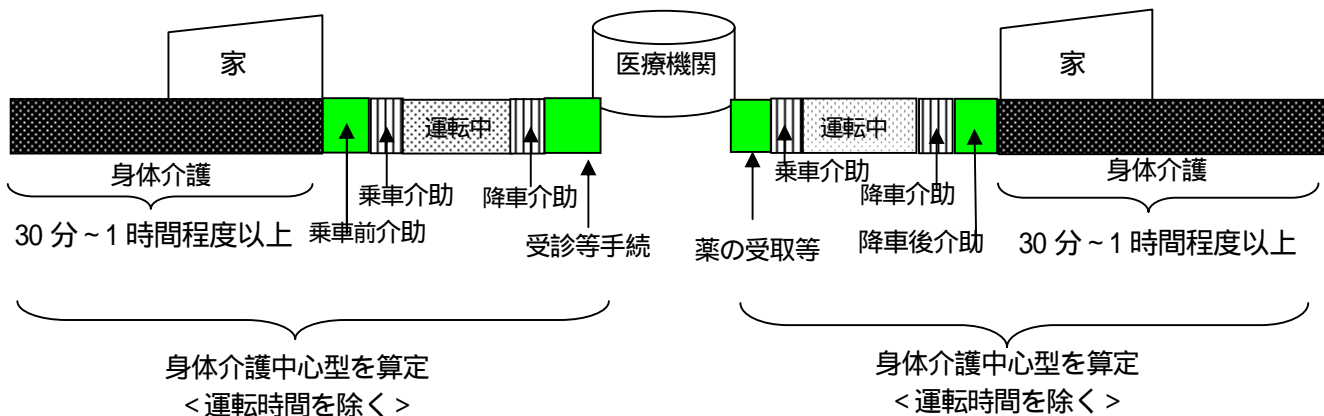 家
医療機関
家
運転中
運転中
身体介護
乗車介助
降車介助
乗車介助
降車介助
身体介護
30 分～1 時間程度以上
乗車前介助
受診等手続
薬の受取等
降車後介助
30 分～1 時間程度以上
身体介護中心型を算定
＜運転時間を除く＞
身体介護中心型を算定
＜運転時間を除く＞